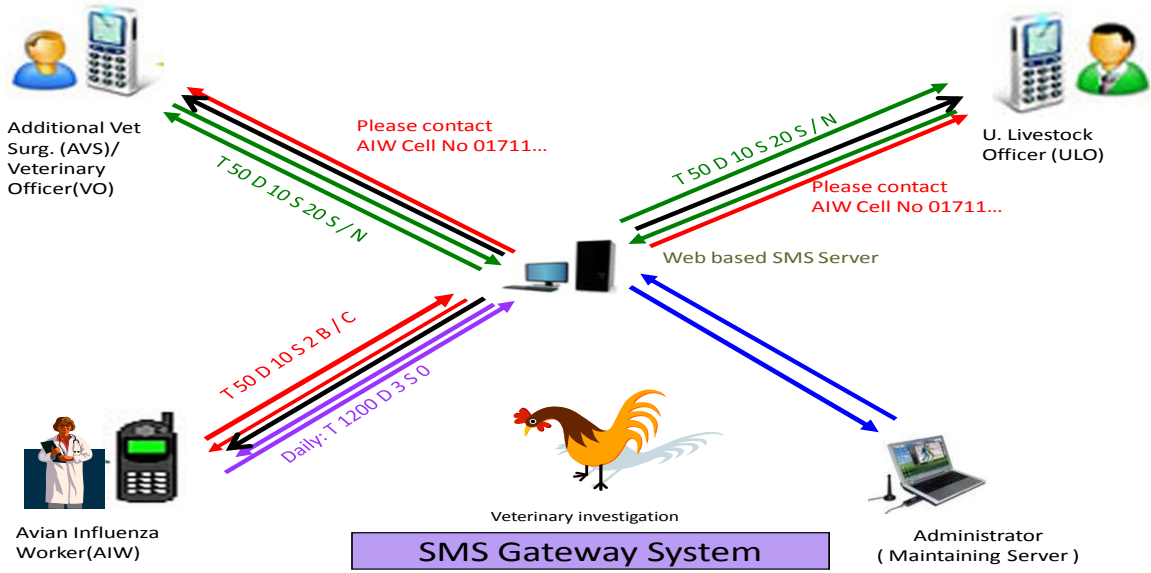 Additional Vet
Surg. (AVS)/
Veterinary
Officer(VO)
Please contact
AIW Cell No 01711...
T 50 D 10 S 20 S / N
T 50 D 10 S 20 S / N
U. Livestock
Officer (ULO)
Please contact
AIW Cell No 01711...
Web based SMS Server
T 50 D 10 S 2 B / C
Daily: T 1200 D 3 S 0
Avian Influenza
Worker(AIW)
Veterinary investigation
SMS Gateway System
Administrator
( Maintaining Server )